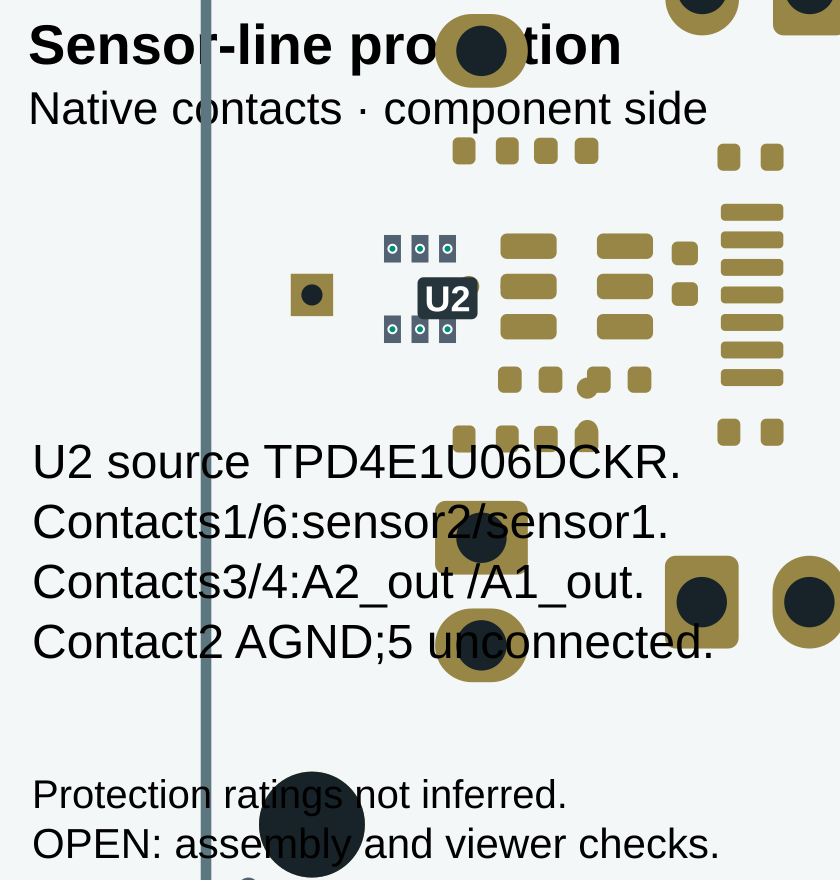 Sensor-line protection
Native contacts · component side
U2
U2 source TPD4E1U06DCKR.
Contacts1/6:sensor2/sensor1.
Contacts3/4:A2_out /A1_out.
Contact2 AGND;5 unconnected.
Protection ratings not inferred.
OPEN: assembly and viewer checks.